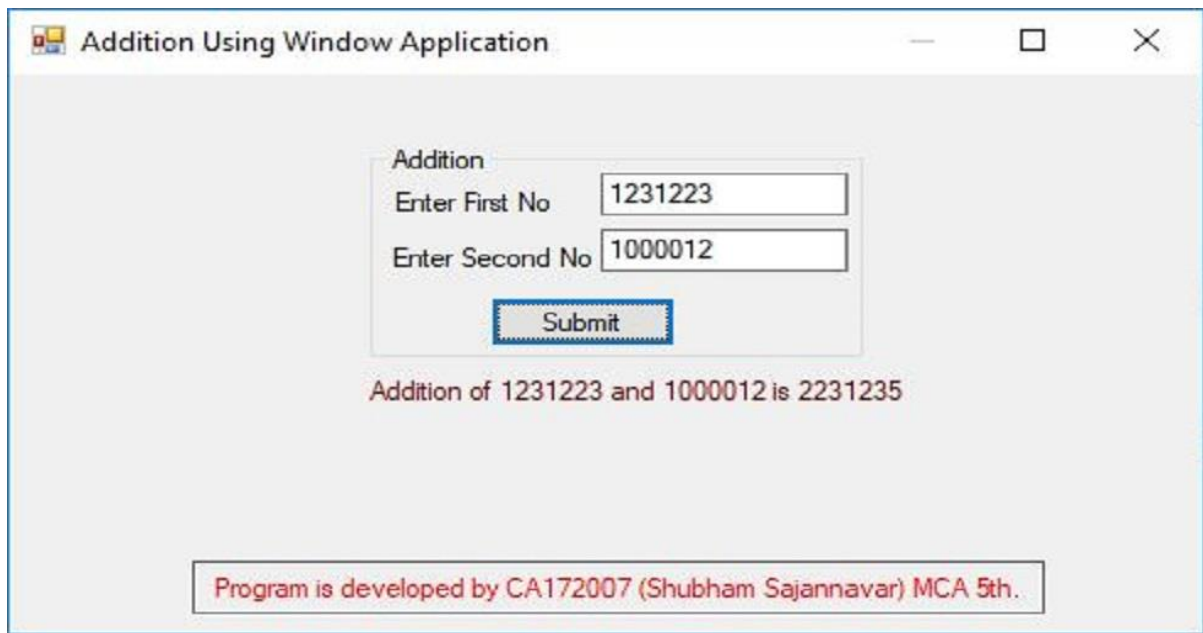 Addition Using Window Application
Addition
Enter First No 1231223
Enter Second No 1000012
Submit
Addition of 1231223 and 1000012 is 2231235
Program is developed by CA172007 (Shubham Sajannavar) MCA 5th.